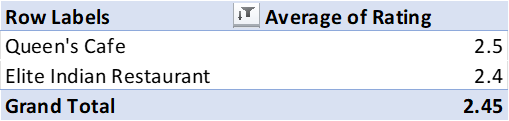 Row Labels Average of Rating
Queen's Cafe 2.5
Elite Indian Restaurant 2.4
Grand Total 2.45